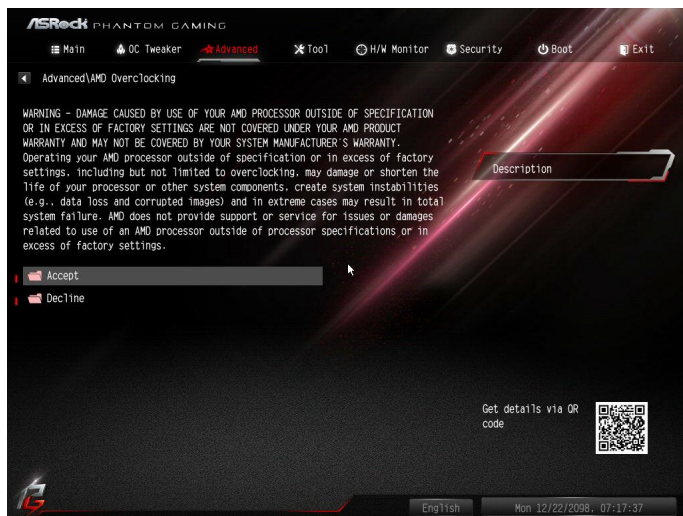 ASRock PHANTOM GAMING
Main OC Tweaker Advanced Tool H/W Monitor Security Boot Exit
Advanced\AMD Overclocking
WARNING - DAMAGE CAUSED BY USE OF YOUR AMD PROCESSOR OUTSIDE OF SPECIFICATION
OR IN EXCESS OF FACTORY SETTINGS ARE NOT COVERED UNDER YOUR AMD PRODUCT
WARRANTY AND MAY NOT BE COVERED BY YOUR SYSTEM MANUFACTURER'S WARRANTY.
Operating your AMD processor outside of specification or in excess of factory
settings, including but not limited to overclocking, may damage or shorten the
life of your processor or other system components, create system instabilities
(e.g., data loss and corrupted images) and in extreme cases may result in total
system failure. AMD does not provide support or service for issues or damages
related to use of an AMD processor outside of processor specifications or in
excess of factory settings.
Description
Accept
Decline
Get details via QR
code
English Mon 12/22/2098, 07:17:37